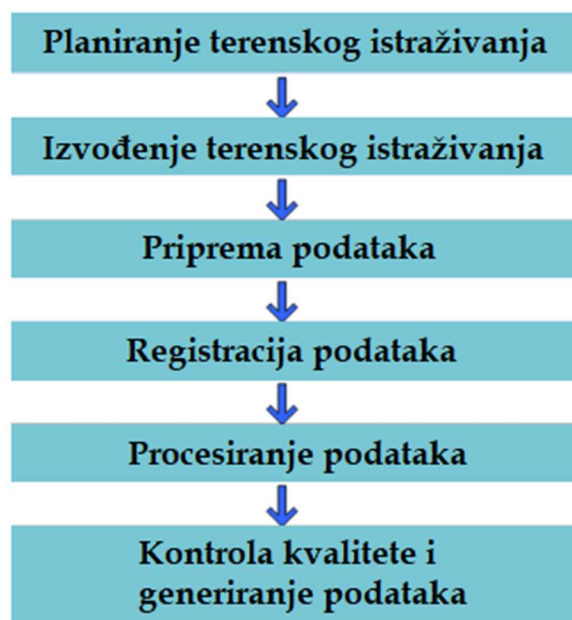 Planiranje terenskog istraživanja
Izvođenje terenskog istraživanja
Priprema podataka
Registracija podataka
Procesiranje podataka
Kontrola kvalitete i
generiranje podataka